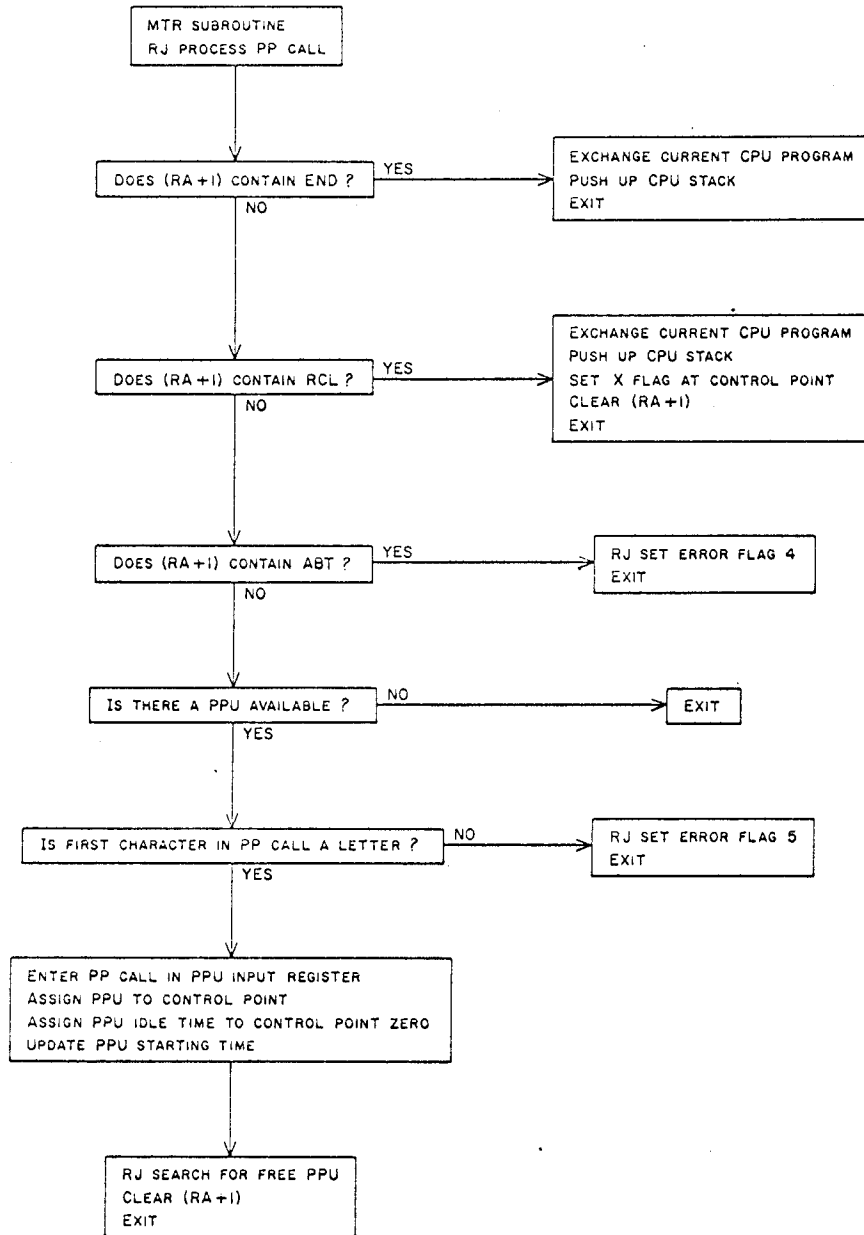 MTR SUBROUTINE
RJ PROCESS PP CALL
DOES (RA+1) CONTAIN END ?
YES
NO
EXCHANGE CURRENT CPU PROGRAM
PUSH UP CPU STACK
EXIT
DOES (RA+1) CONTAIN RCL ?
YES
NO
EXCHANGE CURRENT CPU PROGRAM
PUSH UP CPU STACK
SET X FLAG AT CONTROL POINT
CLEAR (RA+1)
EXIT
DOES (RA+1) CONTAIN ABT ?
YES
NO
RJ SET ERROR FLAG 4
EXIT
IS THERE A PPU AVAILABLE ?
NO
YES
EXIT
IS FIRST CHARACTER IN PP CALL A LETTER ?
NO
YES
RJ SET ERROR FLAG 5
EXIT
ENTER PP CALL IN PPU INPUT REGISTER
ASSIGN PPU TO CONTROL POINT
ASSIGN PPU IDLE TIME TO CONTROL POINT ZERO
UPDATE PPU STARTING TIME
RJ SEARCH FOR FREE PPU
CLEAR (RA+1)
EXIT